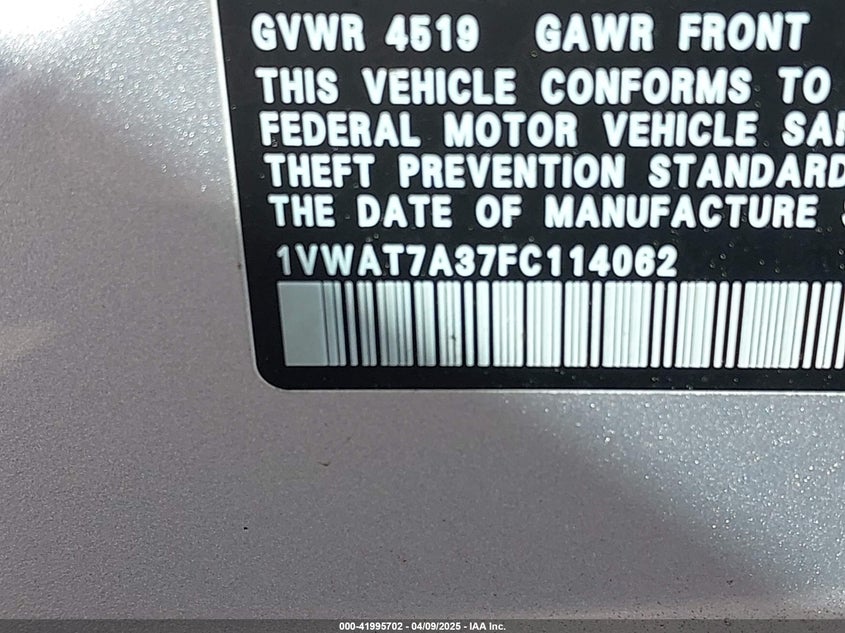 GVWR 4519 GAWR FRONT
THIS VEHICLE CONFORMS TO
FEDERAL MOTOR VEHICLE SAF
THEFT PREVENTION STANDARD
THE DATE OF MANUFACTURE
1VWAT7A37FC114062
000-41995702 - 04/09/2025 - IAA Inc.